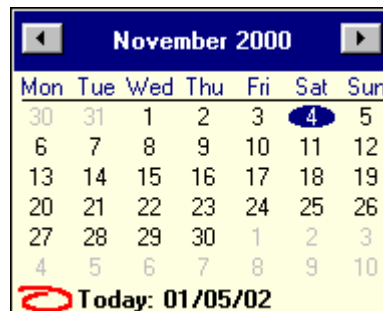 November 2000
Mon Tue Wed Thu Fri Sat Sun
30 31 1 2 3 4 5
6 7 8 9 10 11 12
13 14 15 16 17 18 19
20 21 22 23 24 25 26
27 28 29 30 1 2 3
4 5 6 7 8 9 10
Today: 01/05/02